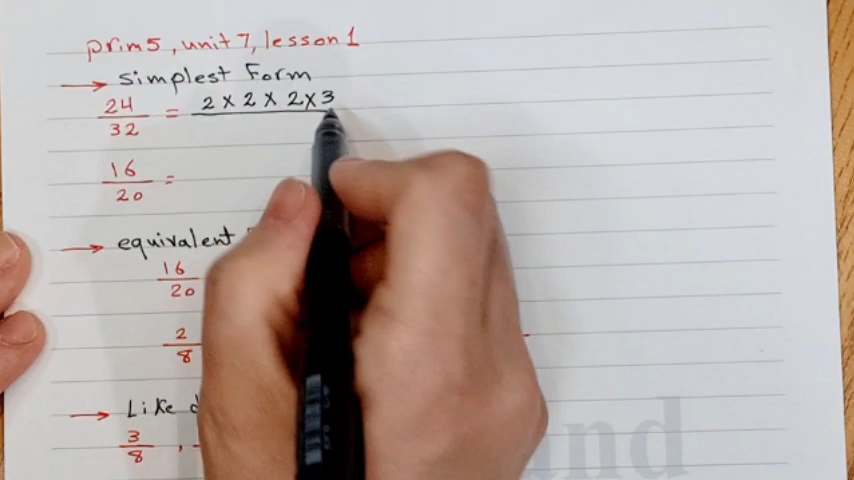 prim5, unit 7, lesson 1
→ simplest Form
24/32 = 2 × 2 × 2 × 3
16/20 =
→ equivalent
16/20
2/8
→ Like
3/8 ,